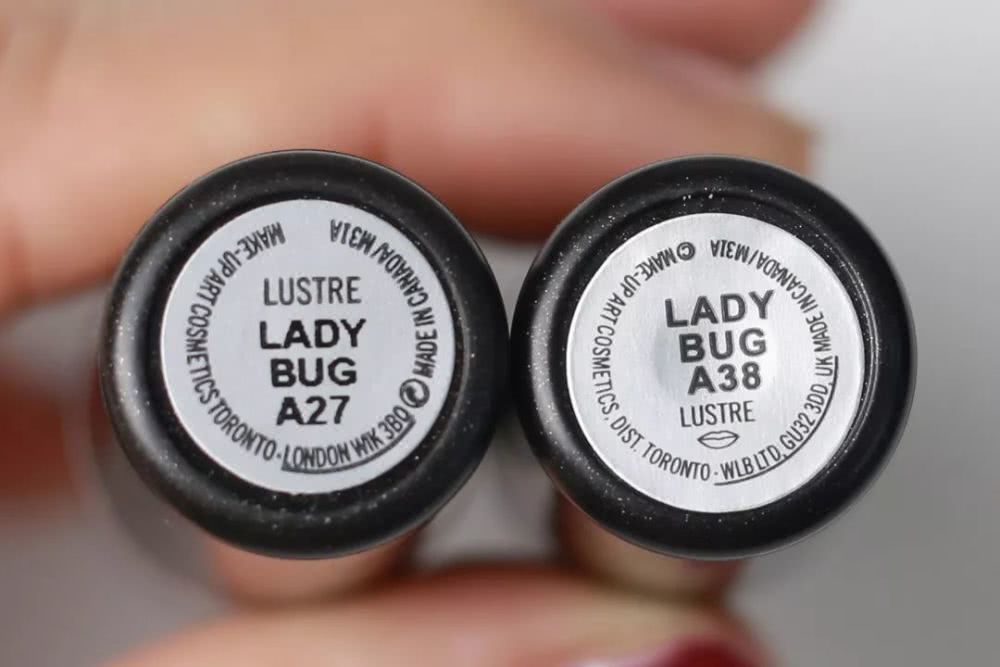 LUSTRE
LADY
BUG
A27
MAKE-UP ART COSMETICS TORONTO - LONDON W1K 3BQ © MADE IN CANADA / M31A
LADY
BUG
A38
LUSTRE
© MAKE-UP ART COSMETICS, DIST. TORONTO - WLB LTD, GU32 3DD, UK MADE IN CANADA / M31A